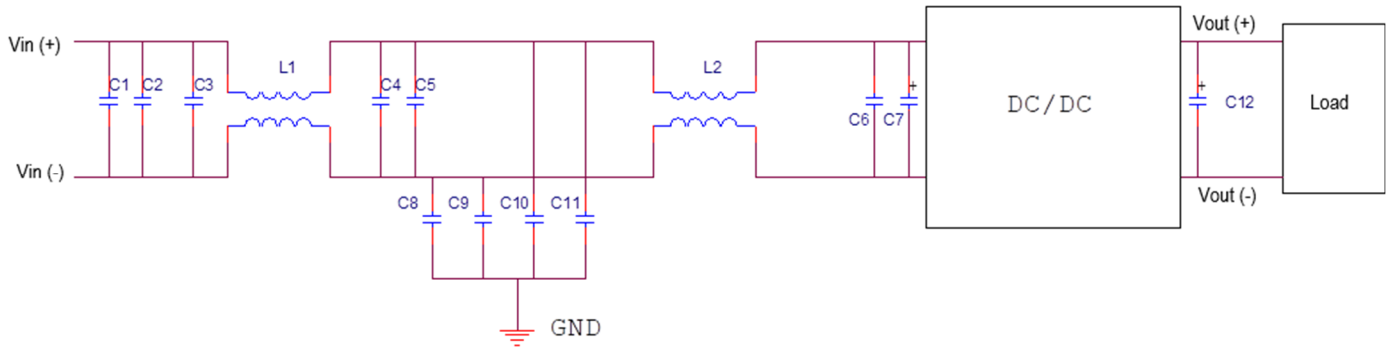 Vin (+)
Vin (-)
C1
C2
C3
L1
C4
C5
C8
C9
C10
C11
GND
L2
C6
C7
+
DC/DC
Vout (+)
+
C12
Vout (-)
Load